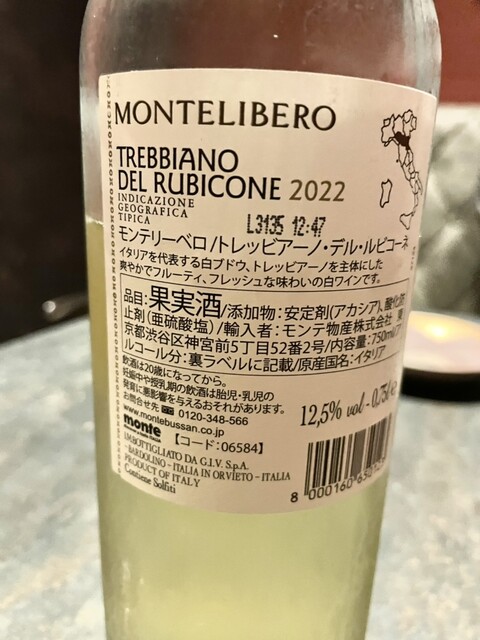 MONTELIBERO
TREBBIANO
DEL RUBICONE 2022
INDICAZIONE
GEOGRAFICA
TIPICA
L3135 12:47
モンテリーベロ/トレッビアーノ・デル・ルビコーネ
イタリアを代表する白ブドウ、トレッビアーノを主体にした
爽やかでフルーティ、フレッシュな味わいの白ワインです。
品目:果実酒/添加物:安定剤(アカシア)、酸化防
止剤(亜硫酸塩)/輸入者:モンテ物産株式会社 東
京都渋谷区神宮前5丁目52番2号/内容量:750ml/ア
ルコール分:裏ラベルに記載/原産国名:イタリア
飲酒は20歳になってから。
妊娠中や授乳期の飲酒は胎児・乳児の
発育に悪影響を与えるおそれがあります。
お問合せ先 0120-348-566
www.montebussan.co.jp
monte 【コード:06584】
12,5% vol - 0,75l e
IMBOTTIGLIATO DA G.I.V. S.p.A.
- BARDOLINO - ITALIA IN ORVIETO - ITALIA
PRODUCT OF ITALY
Contiene Solfiti
8 000160 6507